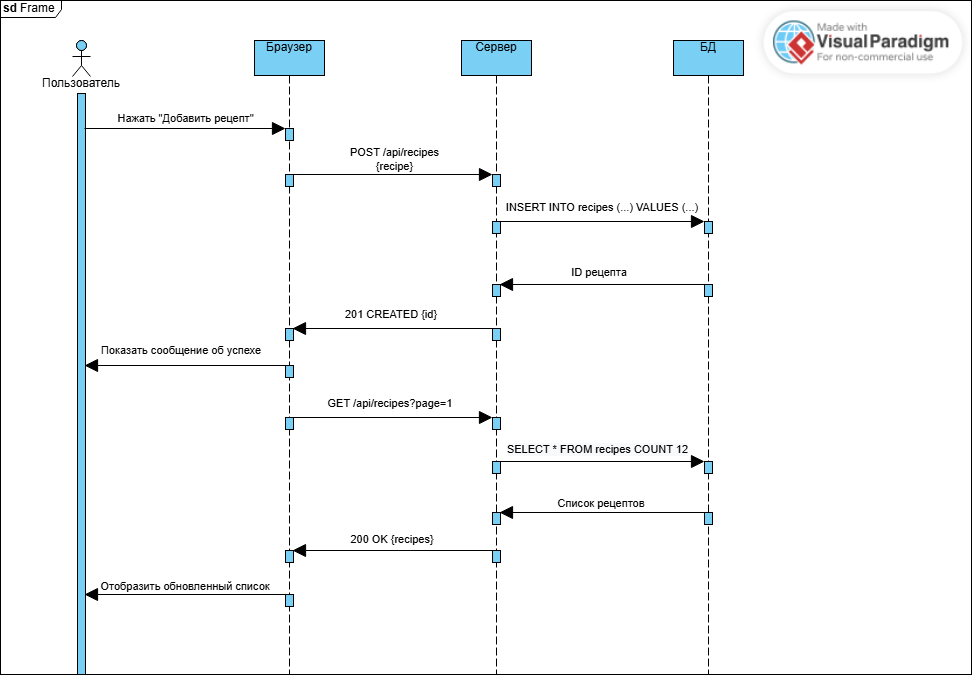 sd Frame
Made with
Visual Paradigm
For non-commercial use
Пользователь
Браузер
Сервер
БД
Нажать "Добавить рецепт"
POST /api/recipes
{recipe}
INSERT INTO recipes (...) VALUES (...)
ID рецепта
201 CREATED {id}
Показать сообщение об успехе
GET /api/recipes?page=1
SELECT * FROM recipes COUNT 12
Список рецептов
200 OK {recipes}
Отобразить обновленный список